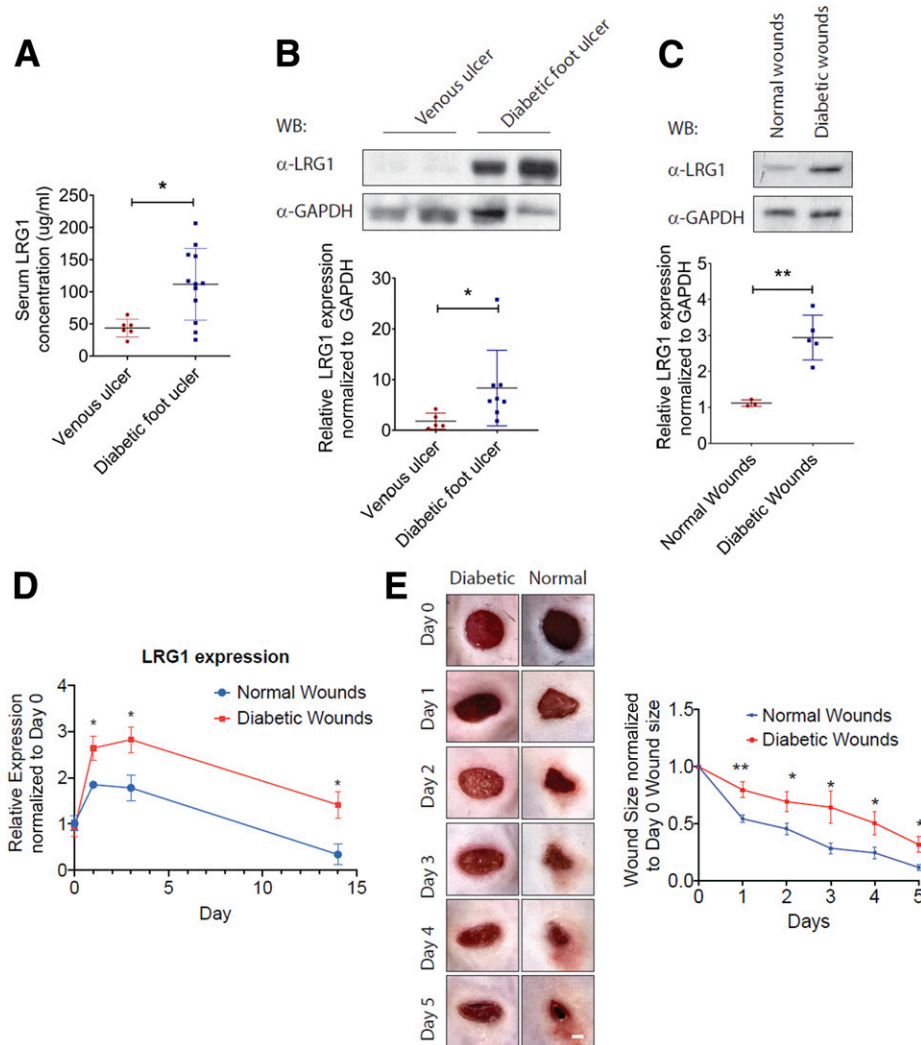 A
Serum LRG1
concentration (ug/ml)
250
200
150
100
50
0
*
Venous ulcer
Diabetic foot ucler
B
Venous ulcer
Diabetic foot ulcer
WB:
α-LRG1
α-GAPDH
Relative LRG1 expression
normalized to GAPDH
30
20
10
0
*
Venous ulcer
Diabetic foot ulcer
C
Normal wounds
Diabetic wounds
WB:
α-LRG1
α-GAPDH
Relative LRG1 expression
normalized to GAPDH
5
4
3
2
1
0
**
Normal Wounds
Diabetic Wounds
D
LRG1 expression
Relative Expression
normalized to Day 0
4
3
2
1
0
Normal Wounds
Diabetic Wounds
*
*
*
0
5
10
15
Day
E
Diabetic
Normal
Day 0
Day 1
Day 2
Day 3
Day 4
Day 5
Wound Size normalized
to Day 0 Wound size
1.5
1.0
0.5
0.0
Normal Wounds
Diabetic Wounds
**
*
*
*
*
0
1
2
3
4
5
Days